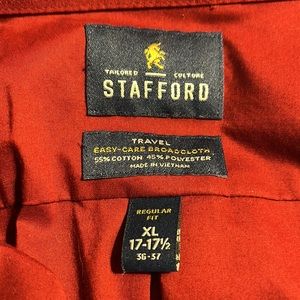 TAILORED CULTURE
STAFFORD
TRAVEL
EASY-CARE BROADCLOTH
55% COTTON 45% POLYESTER
MADE IN VIETNAM
REGULAR
FIT
XL
17-17½
36-37